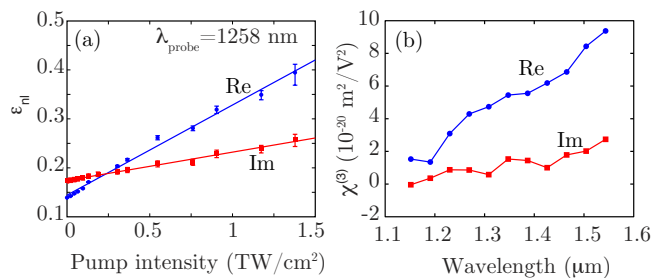 (a) λprobe=1258 nm
(b)
εnl
0.5
0.4
0.3
0.2
0.1
Re
Im
0
0.5
1
1.5
Pump intensity (TW/cm²)
χ(3) (10-20 m²/V²)
10
8
6
4
2
0
-2
Re
Im
1.1
1.2
1.3
1.4
1.5
1.6
Wavelength (μm)